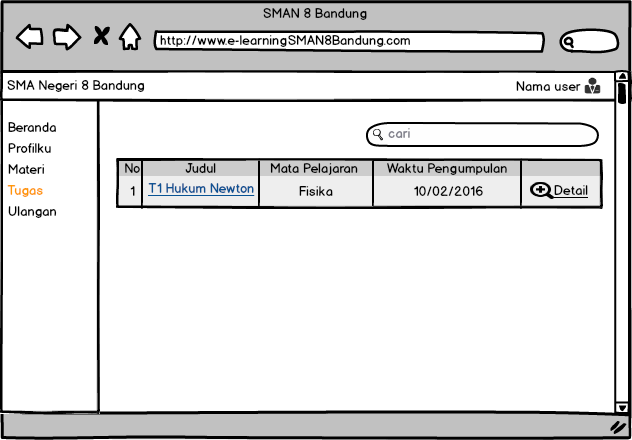 SMAN 8 Bandung
http://www.e-learningSMAN8Bandung.com
SMA Negeri 8 Bandung
Nama user
Beranda
Profilku
Materi
Tugas
Ulangan
cari
No Judul Mata Pelajaran Waktu Pengumpulan
1 T1 Hukum Newton Fisika 10/02/2016 Detail